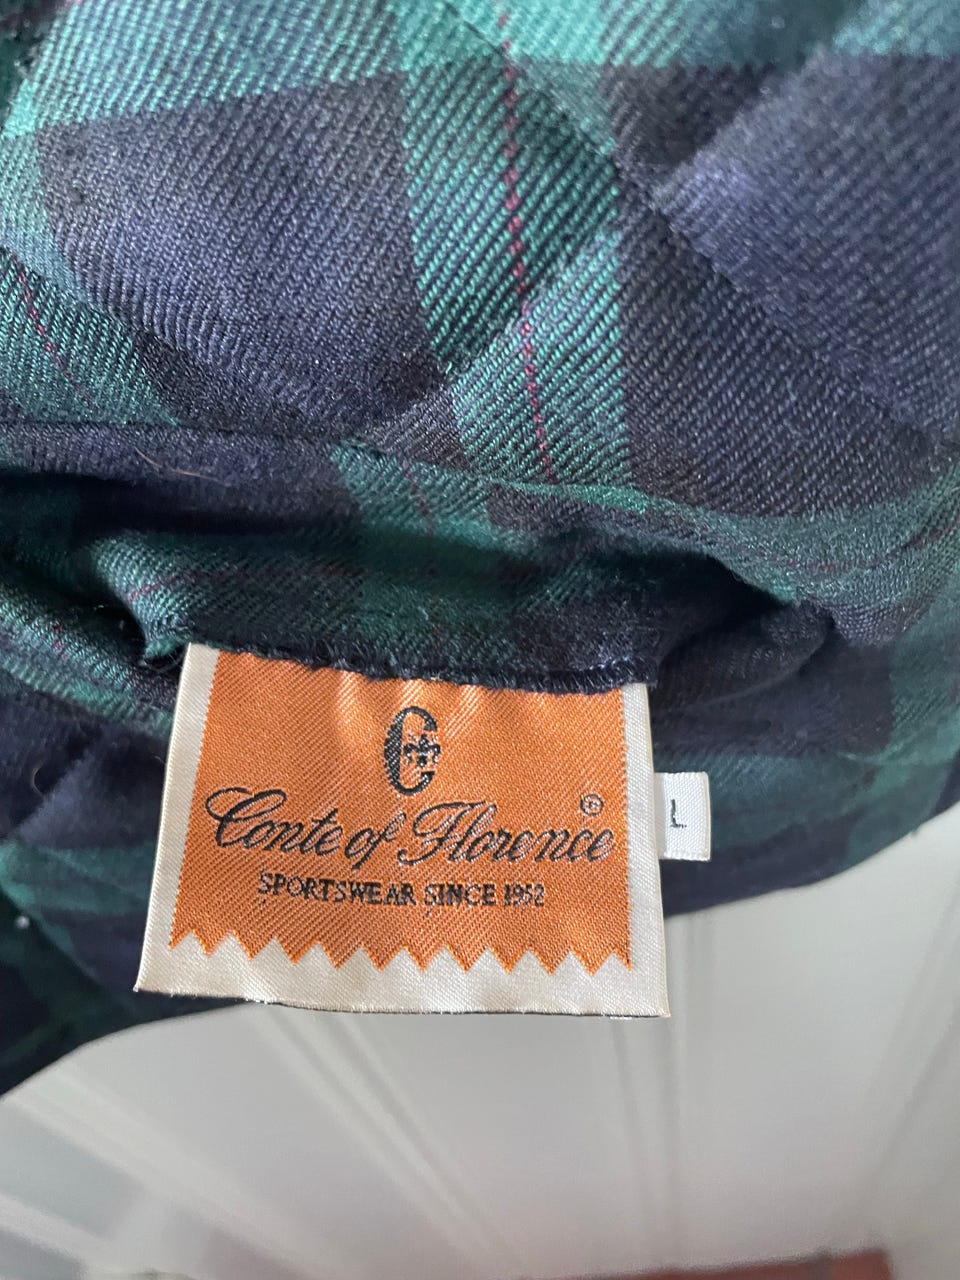 C
Conte of Florence ®
SPORTSWEAR SINCE 1952
L